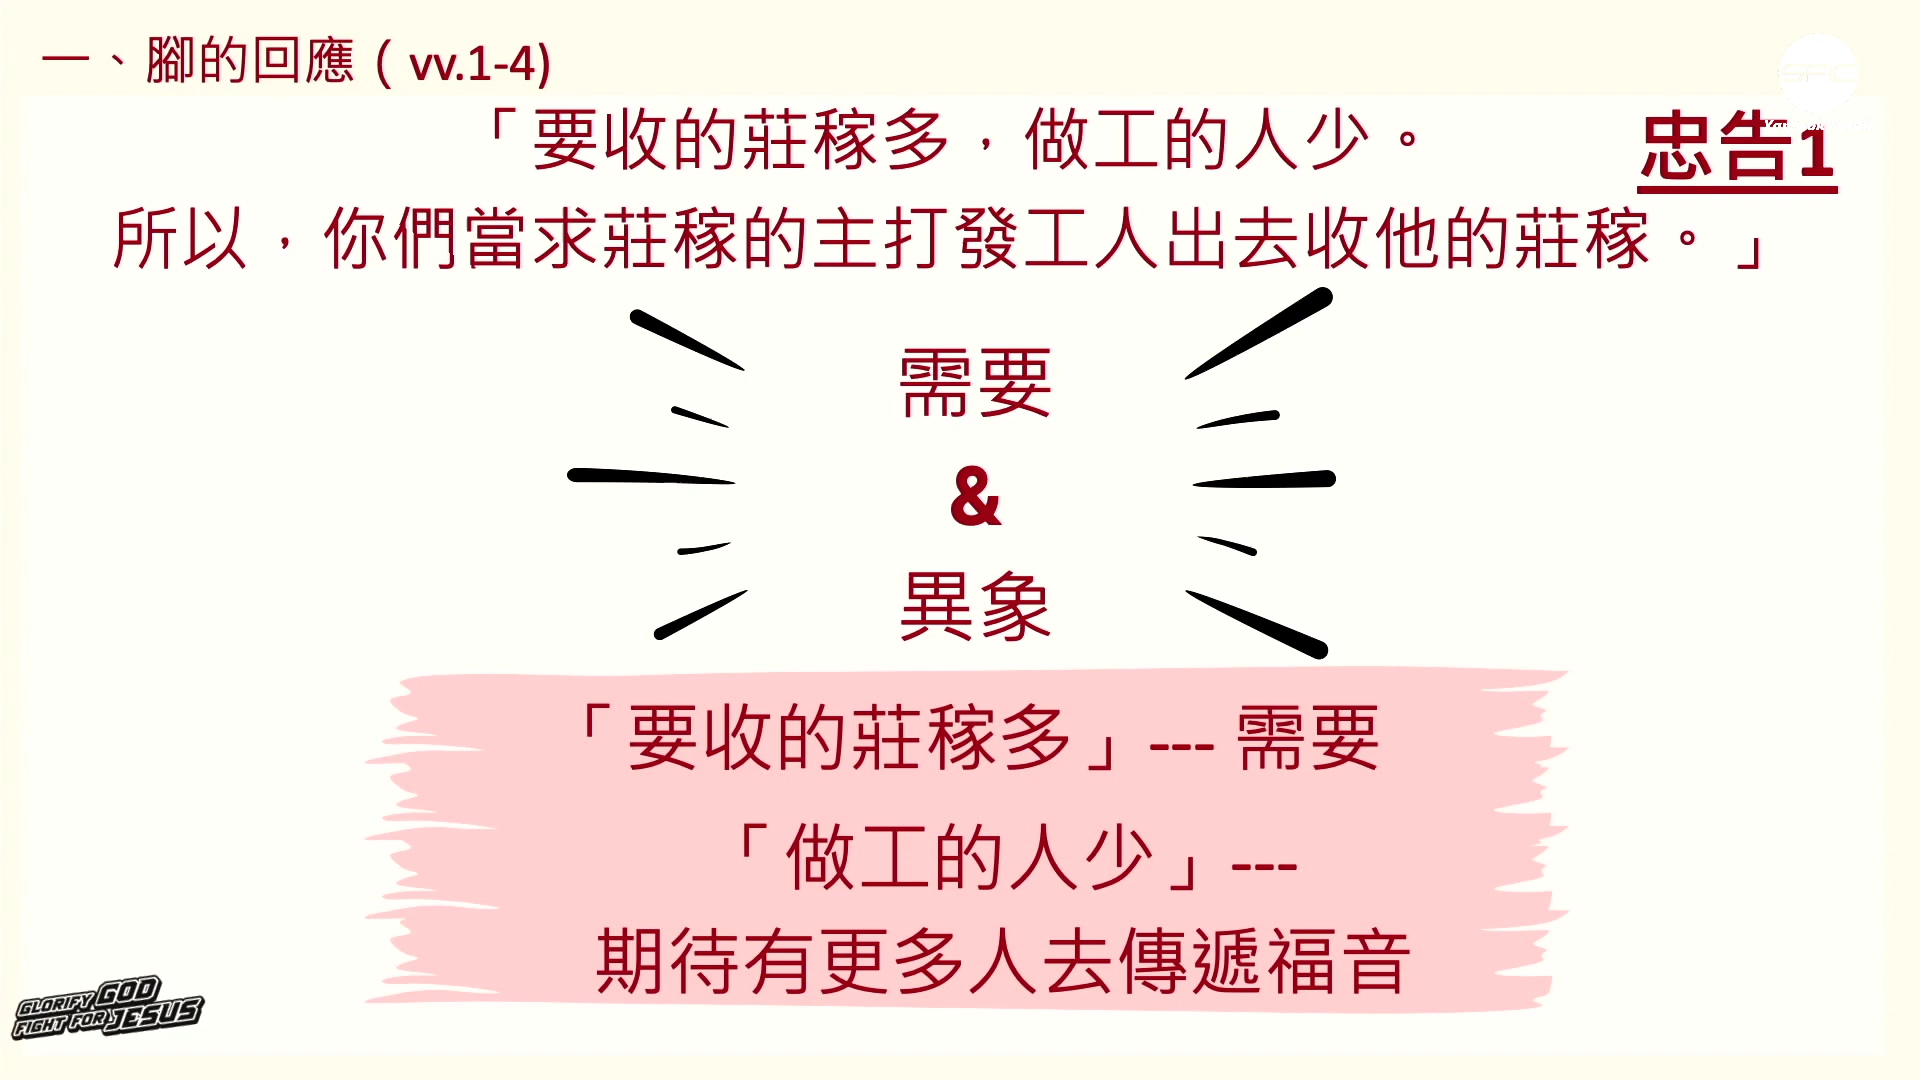 一、腳的回應（vv.1-4)
「要收的莊稼多，做工的人少。
忠告1
所以，你們當求莊稼的主打發工人出去收他的莊稼。」
需要
&
異象
「要收的莊稼多」--- 需要
「做工的人少」---
期待有更多人去傳遞福音
GLORIFY GOD
FIGHT FOR JESUS